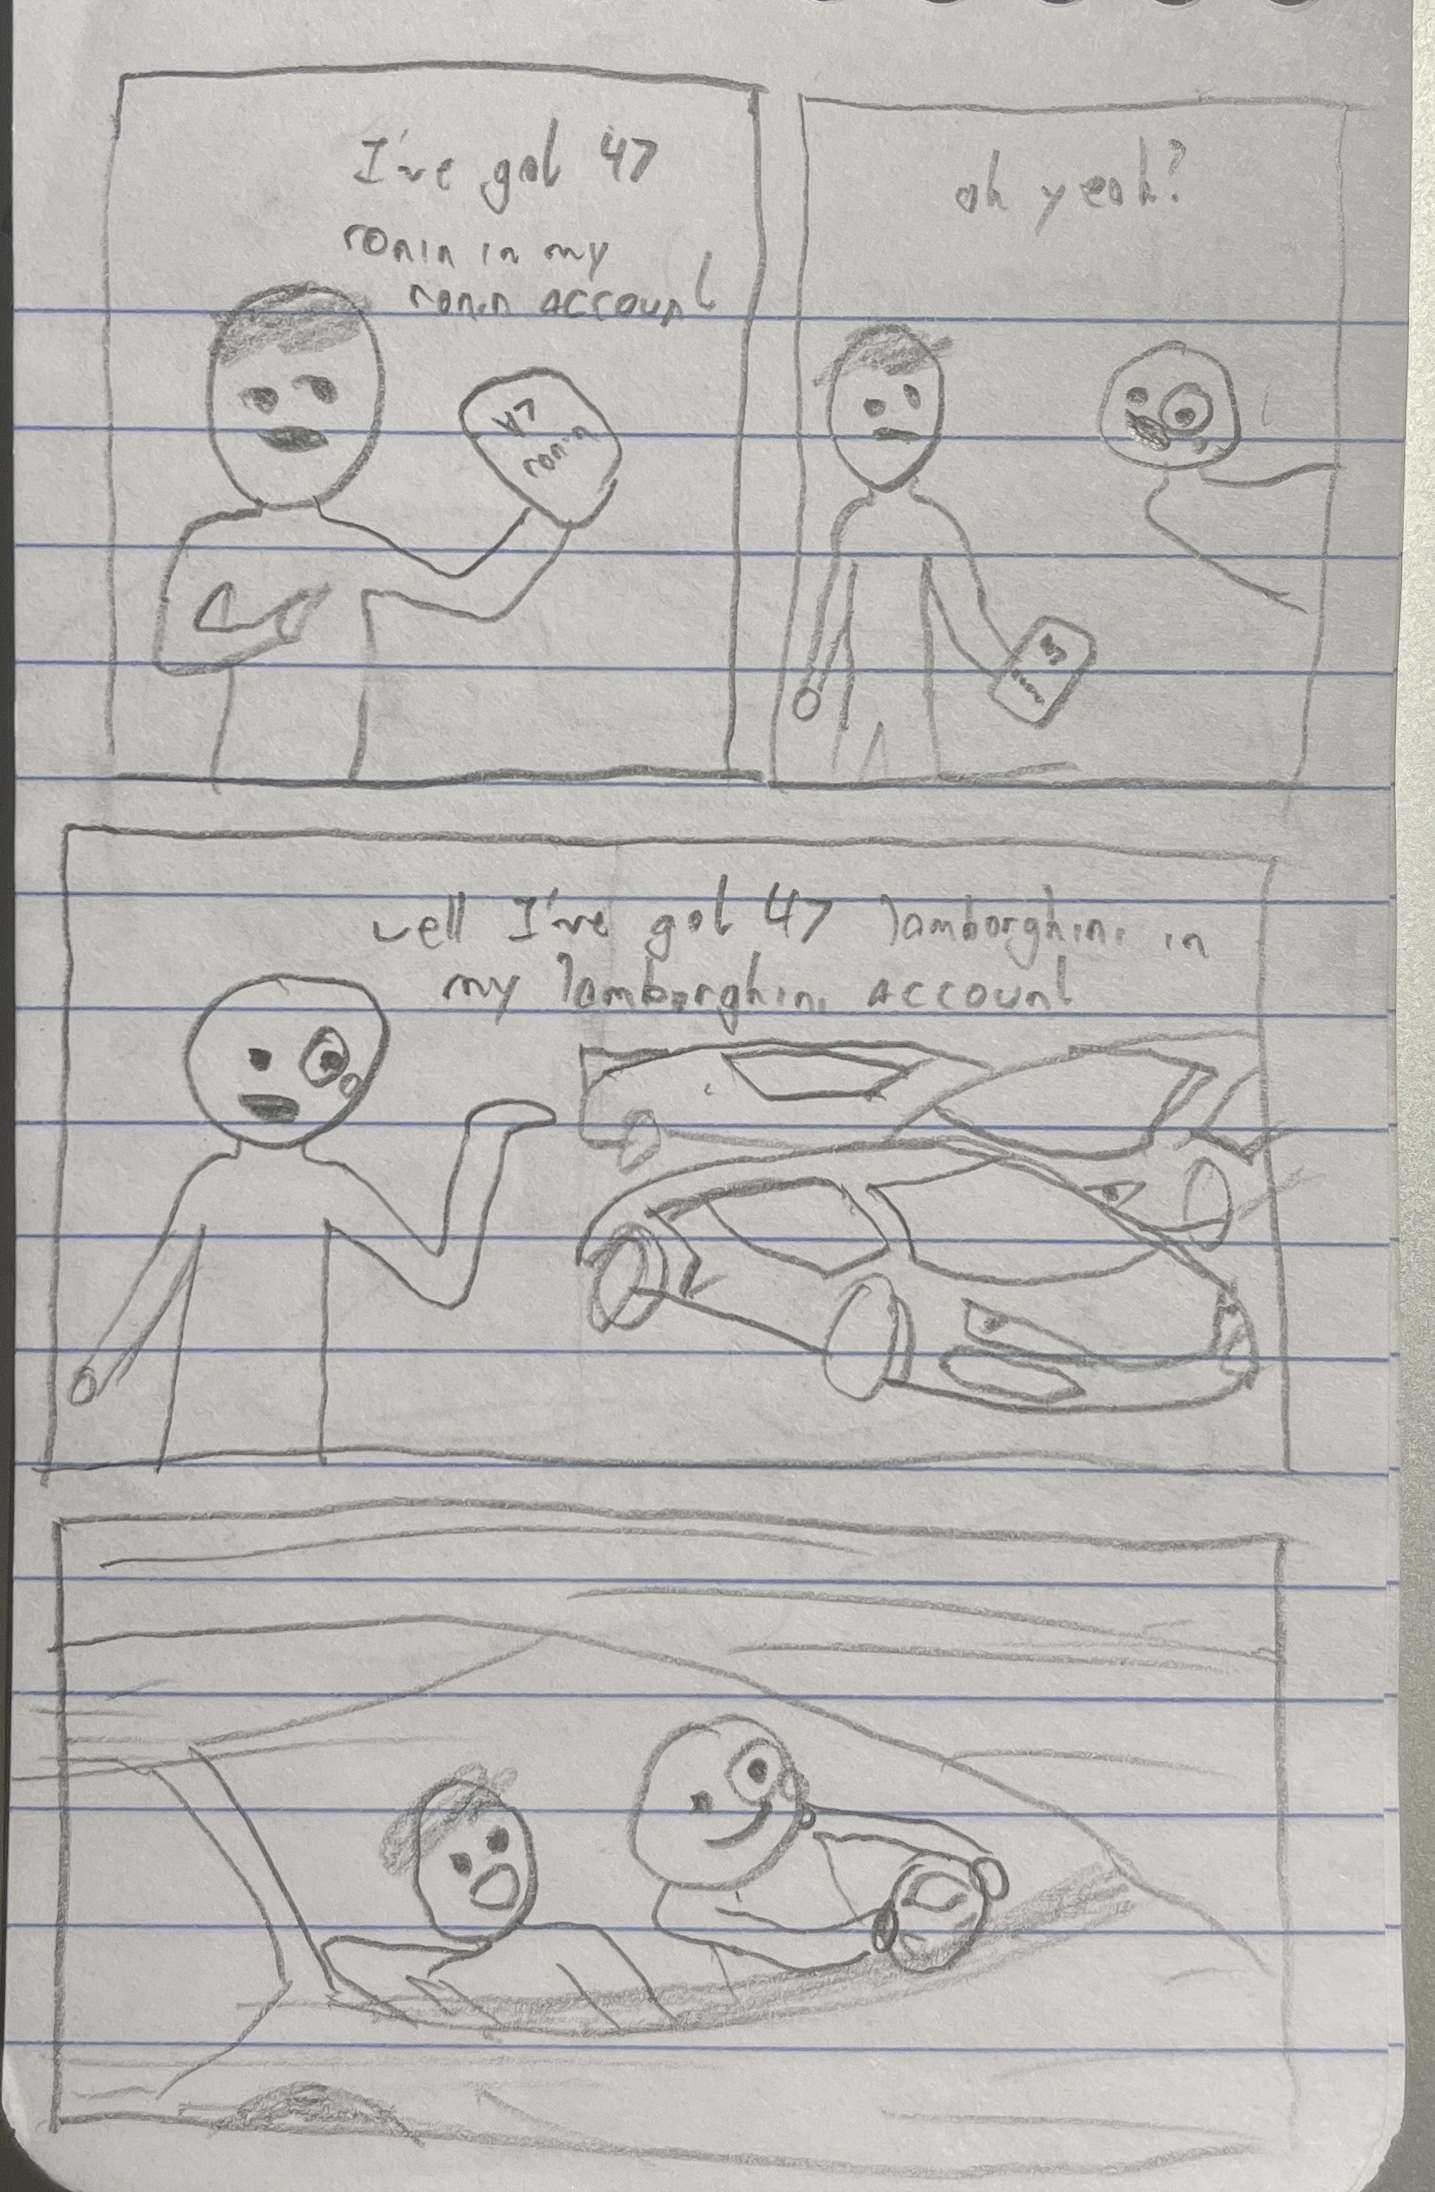 I've got 47
ronin in my
ronin account
47
ronin
oh yeah?
well I've got 47 lamborghini in
my lamborghini account